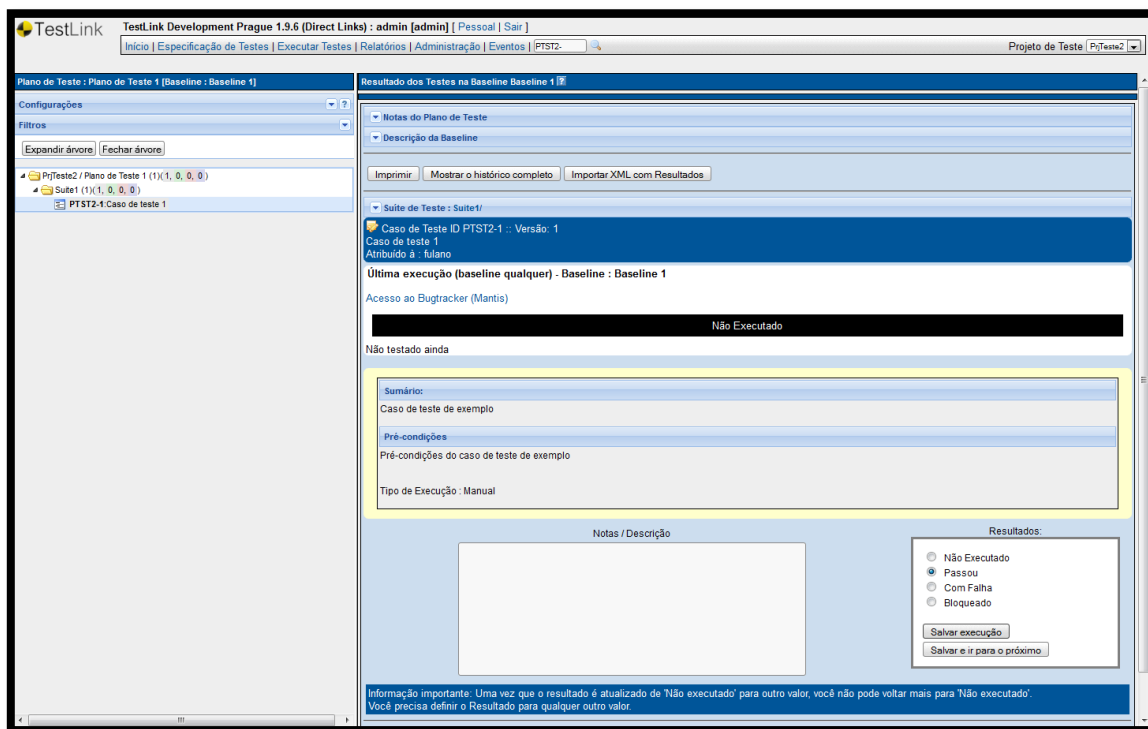 TestLink
TestLink Development Prague 1.9.6 (Direct Links) : admin [admin] [ Pessoal | Sair ]
Início | Especificação de Testes | Executar Testes | Relatórios | Administração | Eventos | PTST2-
Projeto de Teste PrjTeste2
Plano de Teste : Plano de Teste 1 [Baseline : Baseline 1]
Configurações
?
Filtros
Expandir árvore Fechar árvore
PrjTeste2 / Plano de Teste 1 (1)(1, 0, 0, 0)
Suite1 (1)(1, 0, 0, 0)
PTST2-1:Caso de teste 1
Resultado dos Testes na Baseline Baseline 1 ?
Notas do Plano de Teste
Descrição da Baseline
Imprimir Mostrar o histórico completo Importar XML com Resultados
Suíte de Teste : Suite1/
Caso de Teste ID PTST2-1 :: Versão: 1
Caso de teste 1
Atribuído à : fulano
Última execução (baseline qualquer) - Baseline : Baseline 1
Acesso ao Bugtracker (Mantis)
Não Executado
Não testado ainda
Sumário:
Caso de teste de exemplo
Pré-condições
Pré-condições do caso de teste de exemplo
Tipo de Execução : Manual
Notas / Descrição
Resultados:
Não Executado
Passou
Com Falha
Bloqueado
Salvar execução
Salvar e ir para o próximo
Informação importante: Uma vez que o resultado é atualizado de 'Não executado' para outro valor, você não pode voltar mais para 'Não executado'.
Você precisa definir o Resultado para qualquer outro valor.